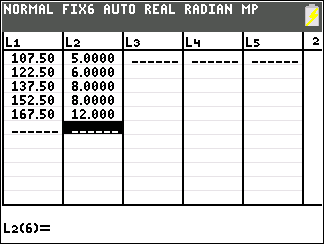 NORMAL FIX6 AUTO REAL RADIAN MP
L1 L2 L3 L4 L5 2
107.50 5.0000 ------ ------ ------
122.50 6.0000
137.50 8.0000
152.50 8.0000
167.50 12.000
------ ------
L2(6)=